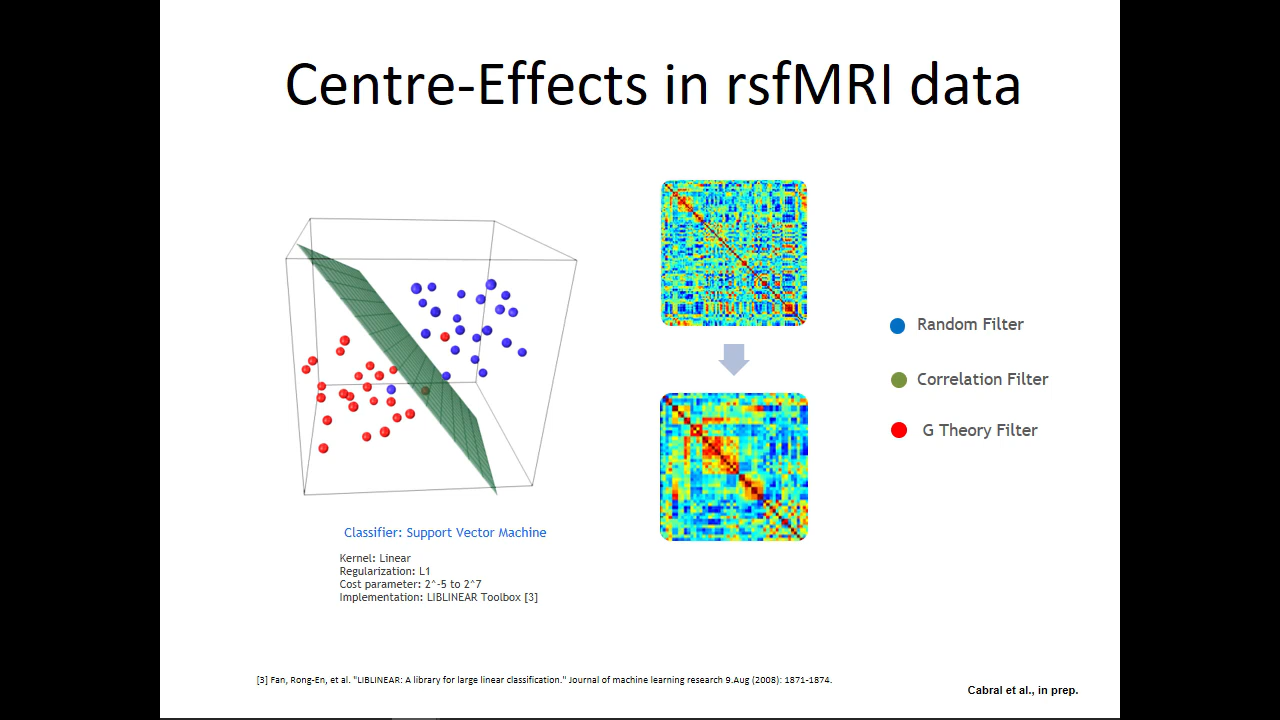 Centre-Effects in rsfMRI data
Random Filter
Correlation Filter
G Theory Filter
Classifier: Support Vector Machine
Kernel: Linear
Regularization: L1
Cost parameter: 2^-5 to 2^7
Implementation: LIBLINEAR Toolbox [3]
[3] Fan, Rong-En, et al. "LIBLINEAR: A library for large linear classification." Journal of machine learning research 9.Aug (2008): 1871-1874.
Cabral et al., in prep.